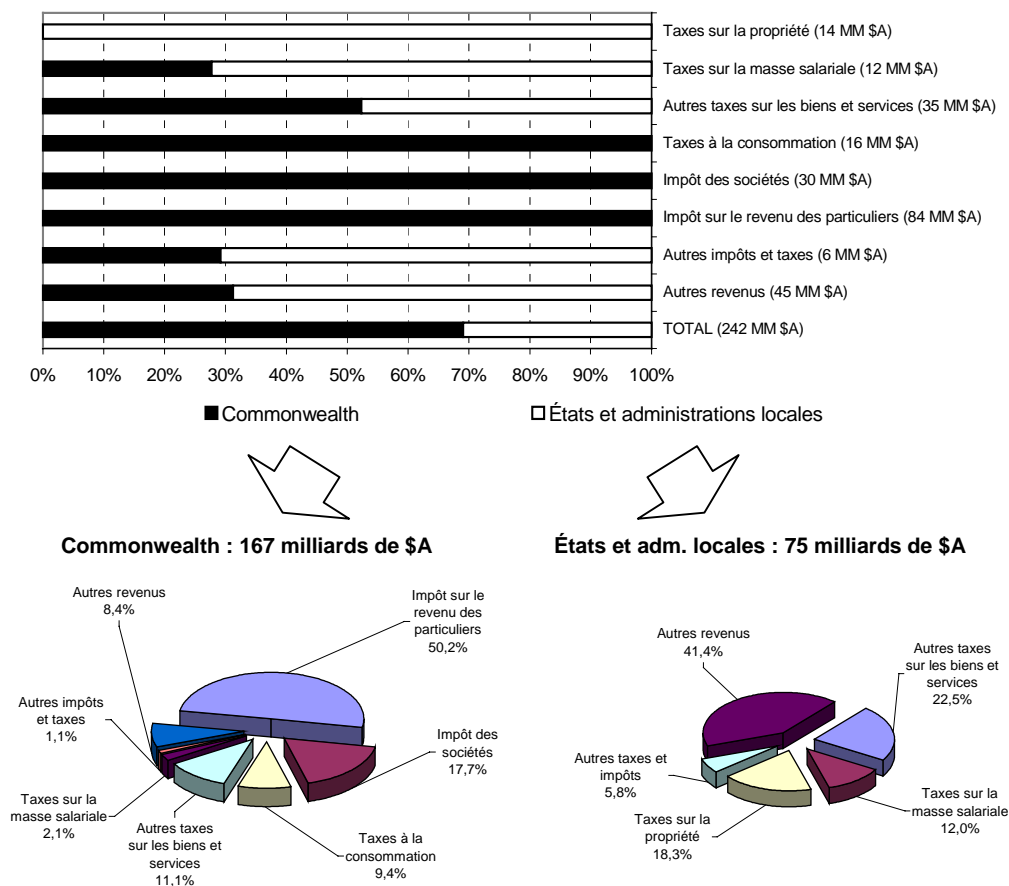 Taxes sur la propriété (14 MM $A)
Taxes sur la masse salariale (12 MM $A)
Autres taxes sur les biens et services (35 MM $A)
Taxes à la consommation (16 MM $A)
Impôt des sociétés (30 MM $A)
Impôt sur le revenu des particuliers (84 MM $A)
Autres impôts et taxes (6 MM $A)
Autres revenus (45 MM $A)
TOTAL (242 MM $A)
0% 10% 20% 30% 40% 50% 60% 70% 80% 90% 100%
Commonwealth
États et administrations locales
Commonwealth : 167 milliards de $A
Autres revenus
8,4%
Impôt sur le
revenu des
particuliers
50,2%
Autres impôts
et taxes
1,1%
Impôt des
sociétés
17,7%
Taxes sur la
masse salariale
2,1%
Autres taxes
sur les biens et
services
11,1%
Taxes à la
consommation
9,4%
États et adm. locales : 75 milliards de $A
Autres revenus
41,4%
Autres taxes
sur les biens et
services
22,5%
Autres taxes et
impôts
5,8%
Taxes sur la
propriété
18,3%
Taxes sur la
masse salariale
12,0%